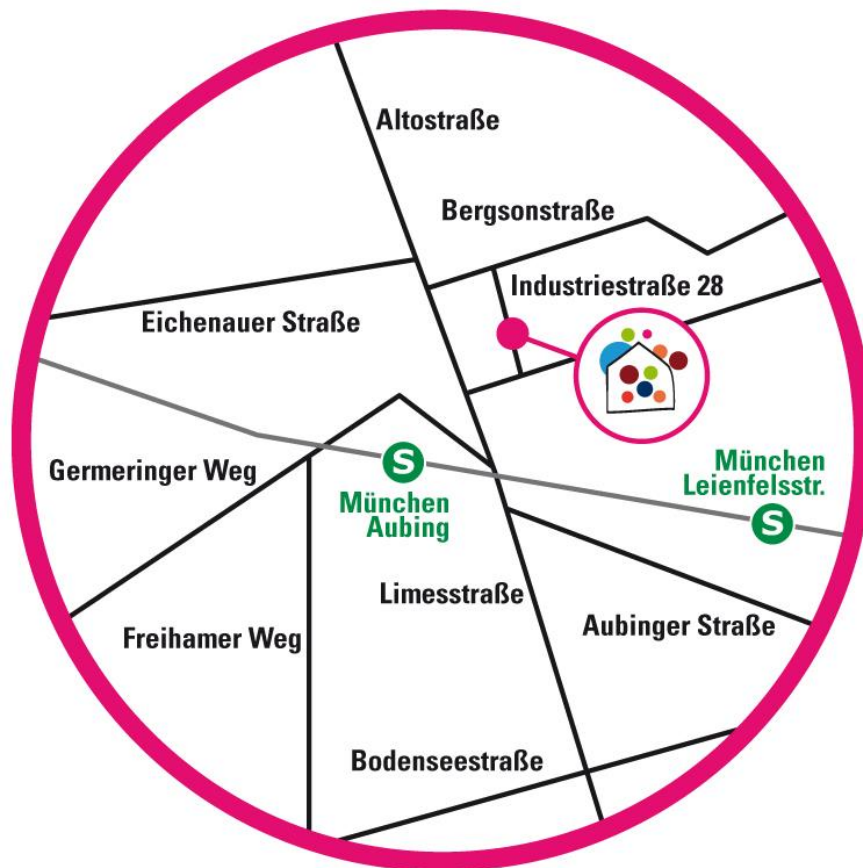 Altostraße
Bergsonstraße
Industriestraße 28
Eichenauer Straße
Germeringer Weg
S
München
Aubing
München
Leienfelsstr.
S
Limesstraße
Freihamer Weg
Aubinger Straße
Bodenseestraße